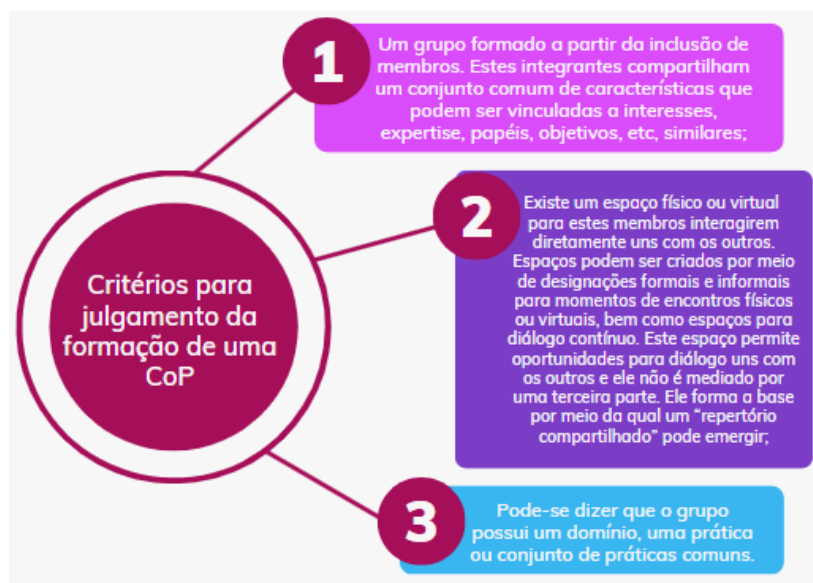 Critérios para
julgamento da
formação de uma
CoP
1
Um grupo formado a partir da inclusão de
membros. Estes integrantes compartilham
um conjunto comum de características que
podem ser vinculadas a interesses,
expertise, papéis, objetivos, etc, similares;
2
Existe um espaço físico ou virtual
para estes membros interagirem
diretamente uns com os outros.
Espaços podem ser criados por meio
de designações formais e informais
para momentos de encontros físicos
ou virtuais, bem como espaços para
diálogo contínuo. Este espaço permite
oportunidades para diálogo uns com
os outros e ele não é mediado por
uma terceira parte. Ele forma a base
por meio da qual um “repertório
compartilhado” pode emergir;
3
Pode-se dizer que o grupo
possui um domínio, uma prática
ou conjunto de práticas comuns.